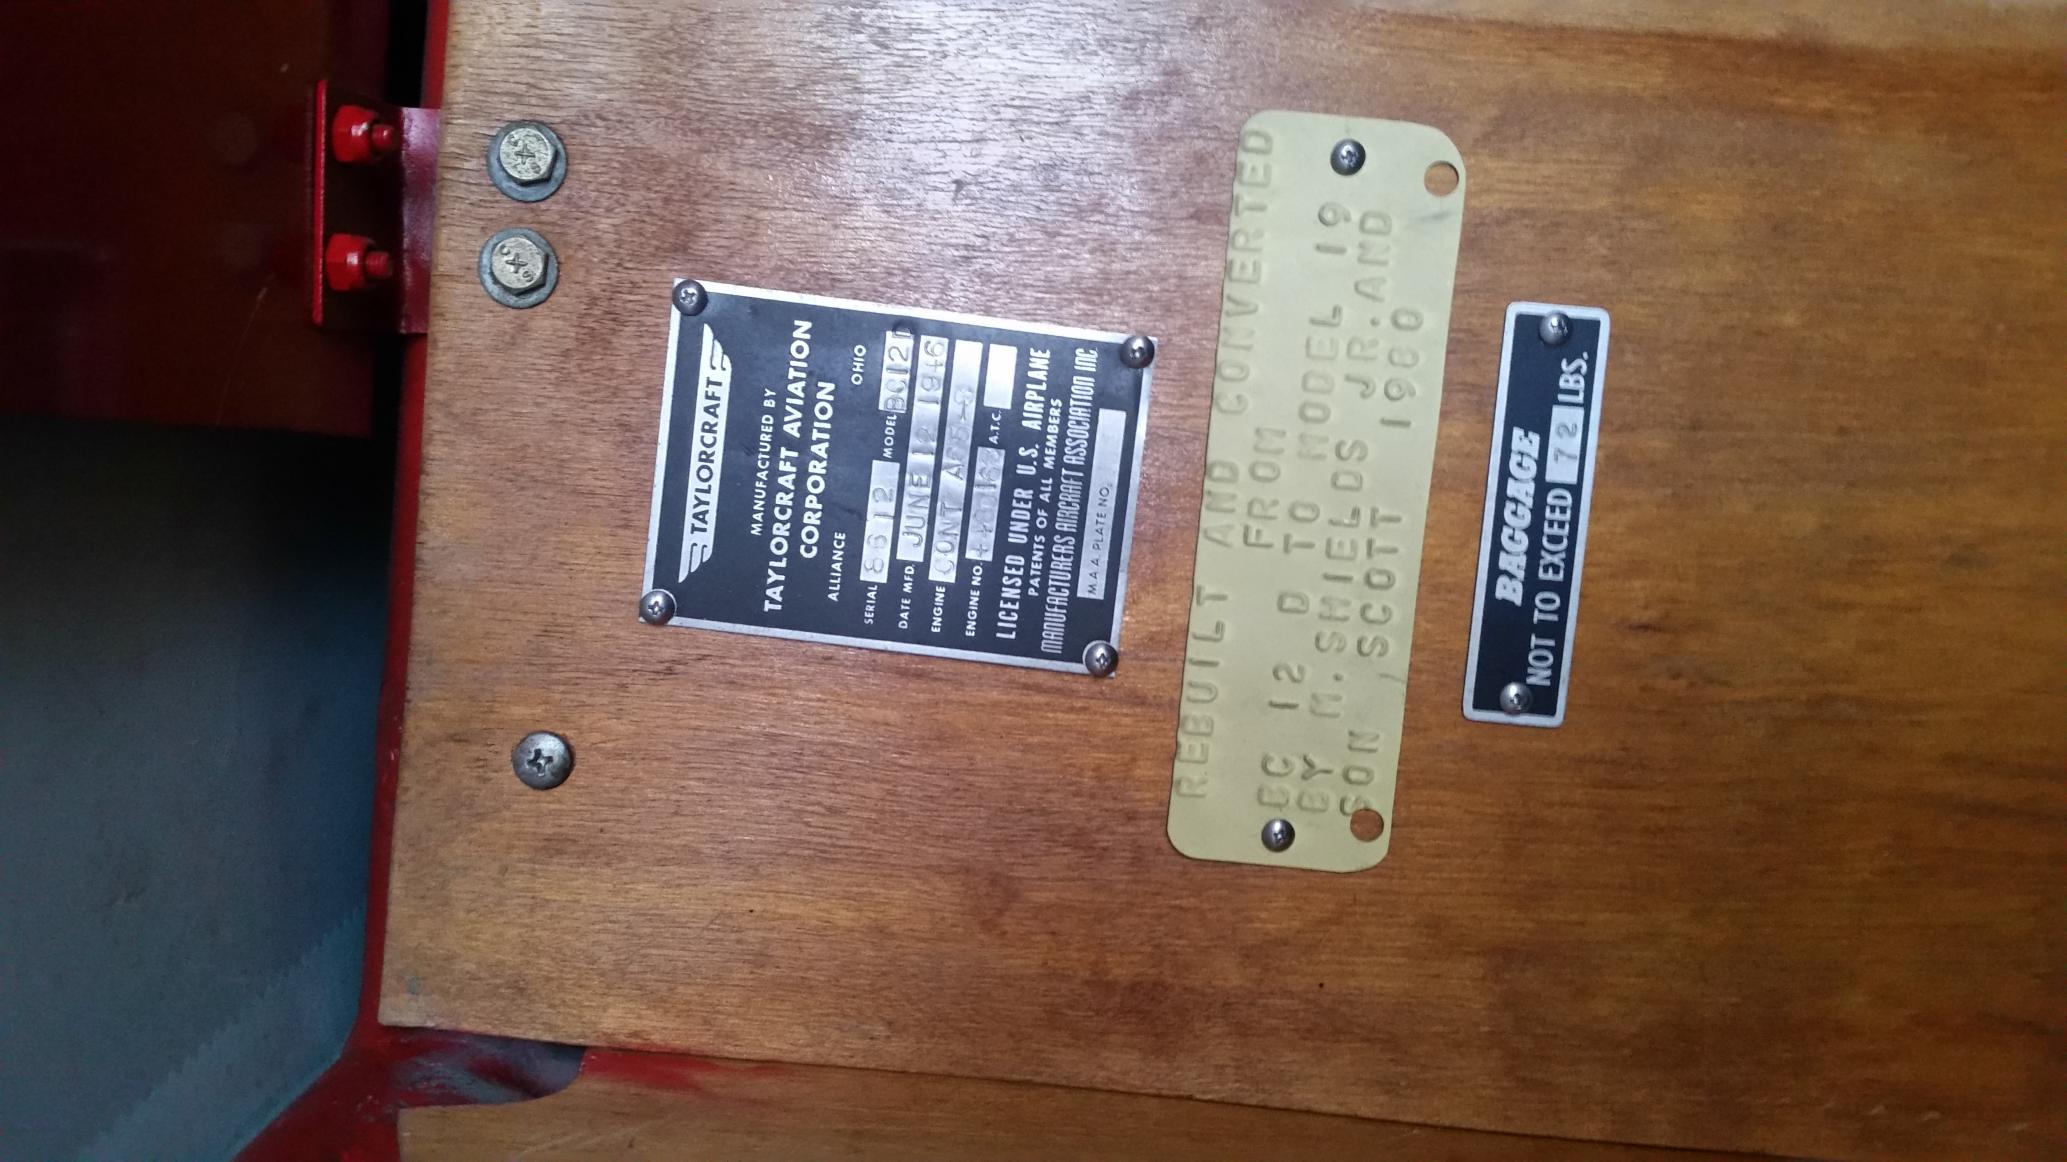 TAYLORCRAFT
MANUFACTURED BY
TAYLORCRAFT AVIATION
CORPORATION
ALLIANCE OHIO
SERIAL 8612 MODEL BC12D
DATE MFD. JUNE 12 1946
ENGINE CONT
ENGINE NO. A.T.C.
LICENSED UNDER U.S. AIRPLANE
PATENTS OF ALL MEMBERS
MANUFACTURERS AIRCRAFT ASSOCIATION INC.
M.A.A. PLATE NO.
REBUILT AND CONVERTED
FROM
BC 12 D TO MODEL 19
BY M. SHIELDS JR. AND
SON SCOTT 1980
BAGGAGE
NOT TO EXCEED 72 LBS.